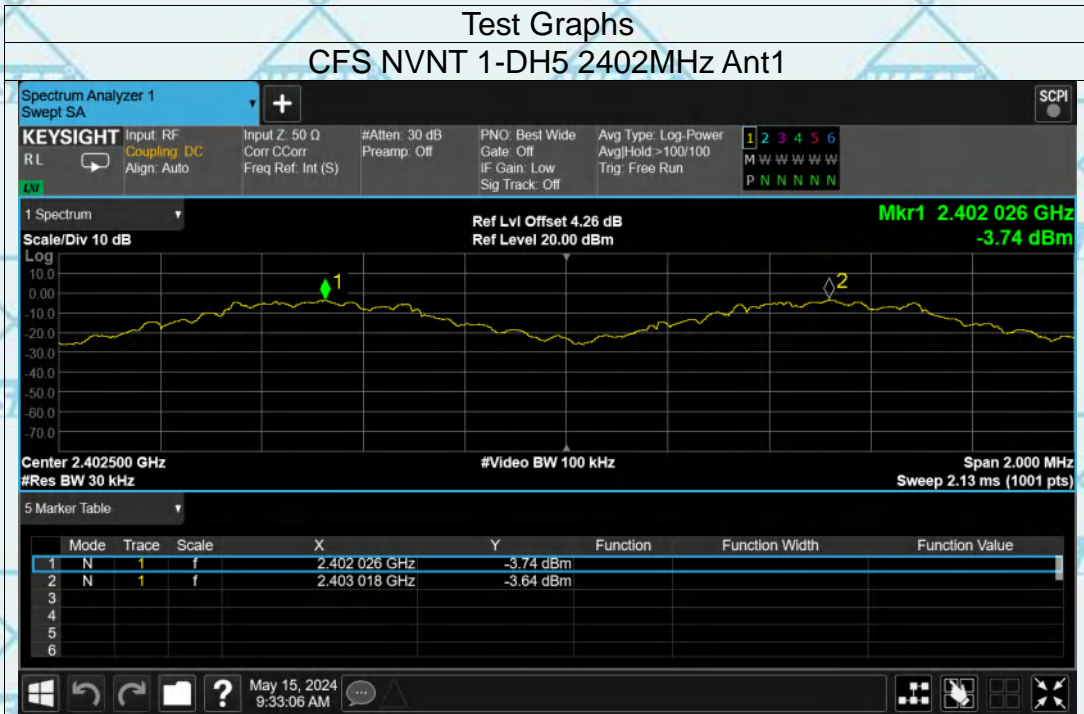 Test Graphs
CFS NVNT 1-DH5 2402MHz Ant1
Spectrum Analyzer 1
Swept SA
+
SCPI
KEYSIGHT
RL
LXI
Input: RF
Coupling: DC
Align: Auto
Input Z: 50 Ω
Corr CCorr
Freq Ref: Int (S)
#Atten: 30 dB
Preamp: Off
PNO: Best Wide
Gate: Off
IF Gain: Low
Sig Track: Off
Avg Type: Log-Power
Avg|Hold:>100/100
Trig: Free Run
1 2 3 4 5 6
M W W W W W
P N N N N N
1 Spectrum
Scale/Div 10 dB
Ref Lvl Offset 4.26 dB
Ref Level 20.00 dBm
Mkr1 2.402 026 GHz
-3.74 dBm
Log
10.0
0.00
-10.0
-20.0
-30.0
-40.0
-50.0
-60.0
-70.0
1
2
Center 2.402500 GHz
#Res BW 30 kHz
#Video BW 100 kHz
Span 2.000 MHz
Sweep 2.13 ms (1001 pts)
5 Marker Table
Mode Trace Scale X Y Function Function Width Function Value
1 N 1 f 2.402 026 GHz -3.74 dBm
2 N 1 f 2.403 018 GHz -3.64 dBm
3
4
5
6
?
May 15, 2024
9:33:06 AM